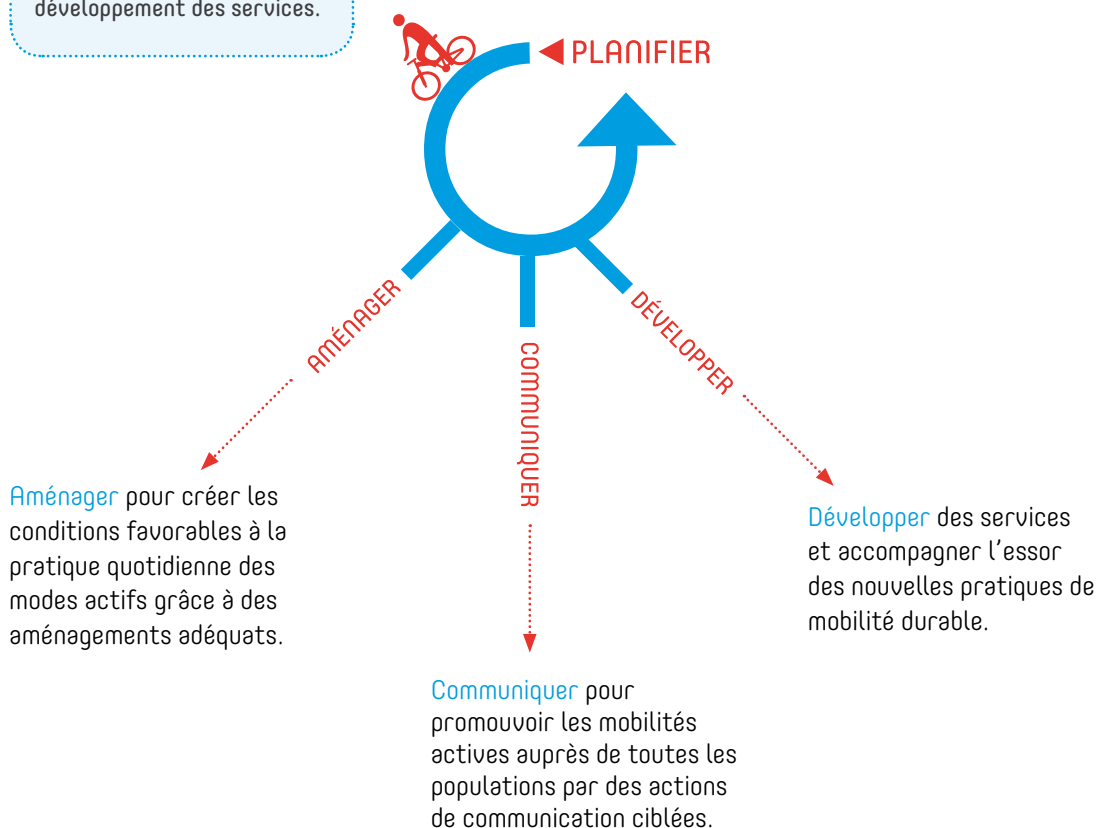 développement des services.
PLANIFIER
AMÉNAGER
COMMUNIQUER
DÉVELOPPER
Aménager pour créer les
conditions favorables à la
pratique quotidienne des
modes actifs grâce à des
aménagements adéquats.
Communiquer pour
promouvoir les mobilités
actives auprès de toutes les
populations par des actions
de communication ciblées.
Développer des services
et accompagner l’essor
des nouvelles pratiques de
mobilité durable.